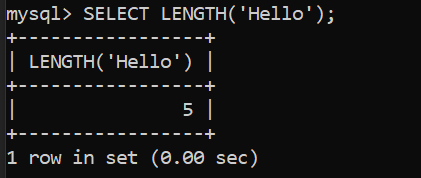 mysql> SELECT LENGTH('Hello');
+-----------------+
| LENGTH('Hello') |
+-----------------+
|               5 |
+-----------------+
1 row in set (0.00 sec)